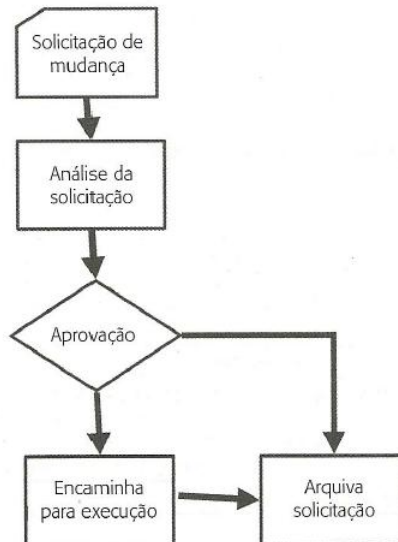 Solicitação de
mudança
Análise da
solicitação
Aprovação
Encaminha
para execução
Arquiva
solicitação